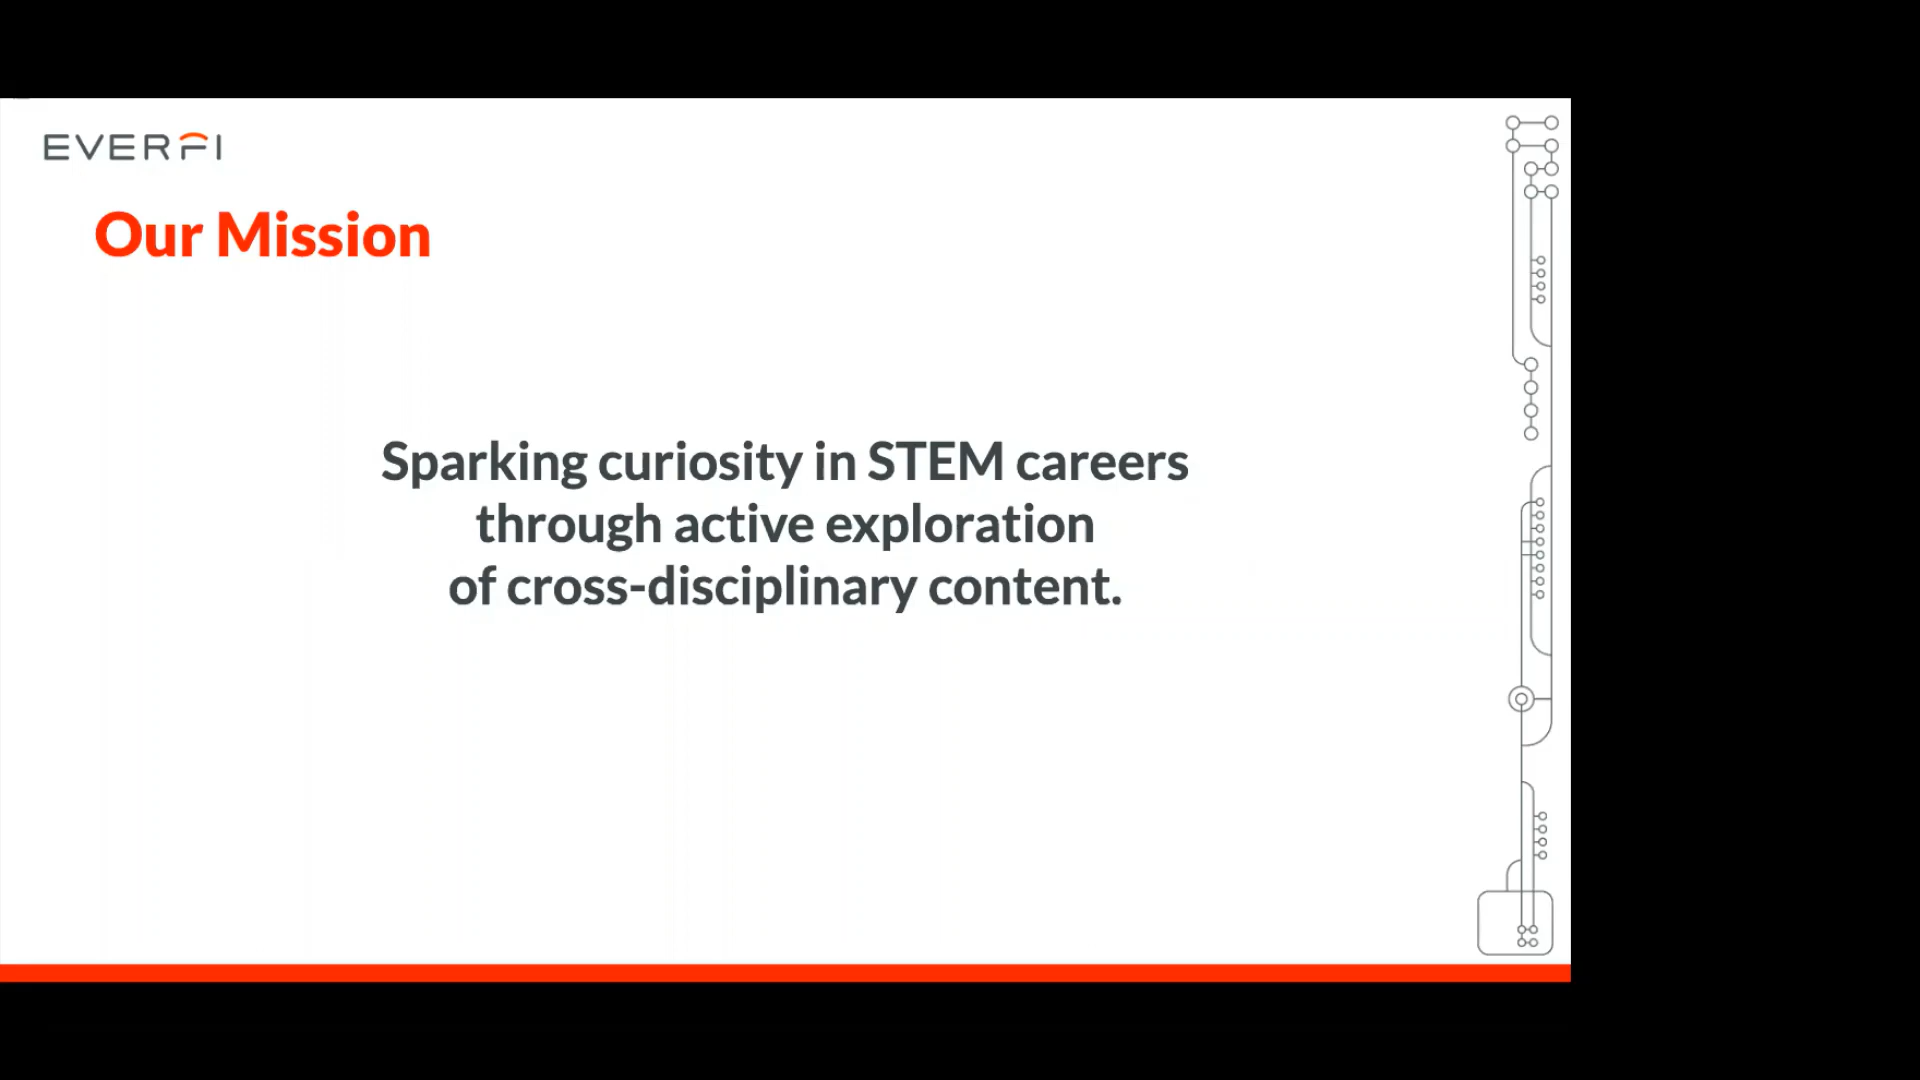 EVERFI
Our Mission
Sparking curiosity in STEM careers
through active exploration
of cross-disciplinary content.